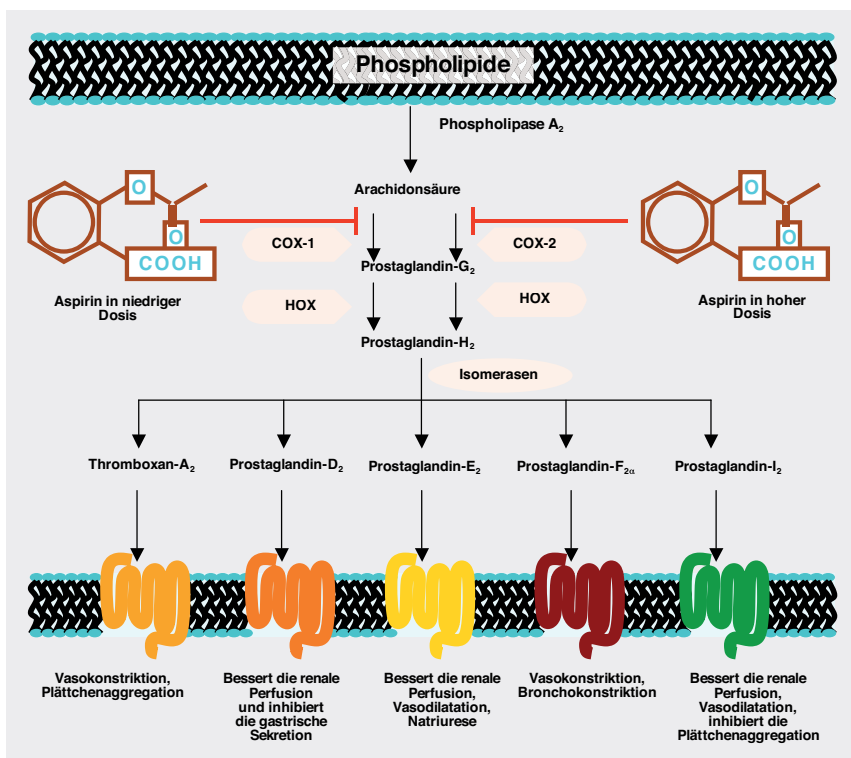 Phospholipide
Phospholipase A₂
Arachidonsäure
O
O
COOH
Aspirin in niedriger
Dosis
O
O
COOH
Aspirin in hoher
Dosis
COX-1
COX-2
Prostaglandin-G₂
HOX
HOX
Prostaglandin-H₂
Isomerasen
Thromboxan-A₂
Prostaglandin-D₂
Prostaglandin-E₂
Prostaglandin-F₂α
Prostaglandin-I₂
Vasokonstriktion,
Plättchenaggregation
Bessert die renale
Perfusion
und inhibiert
die gastrische
Sekretion
Bessert die renale
Perfusion,
Vasodilatation,
Natriurese
Vasokonstriktion,
Bronchokonstriktion
Bessert die renale
Perfusion,
Vasodilatation,
inhibiert die
Plättchenaggregation